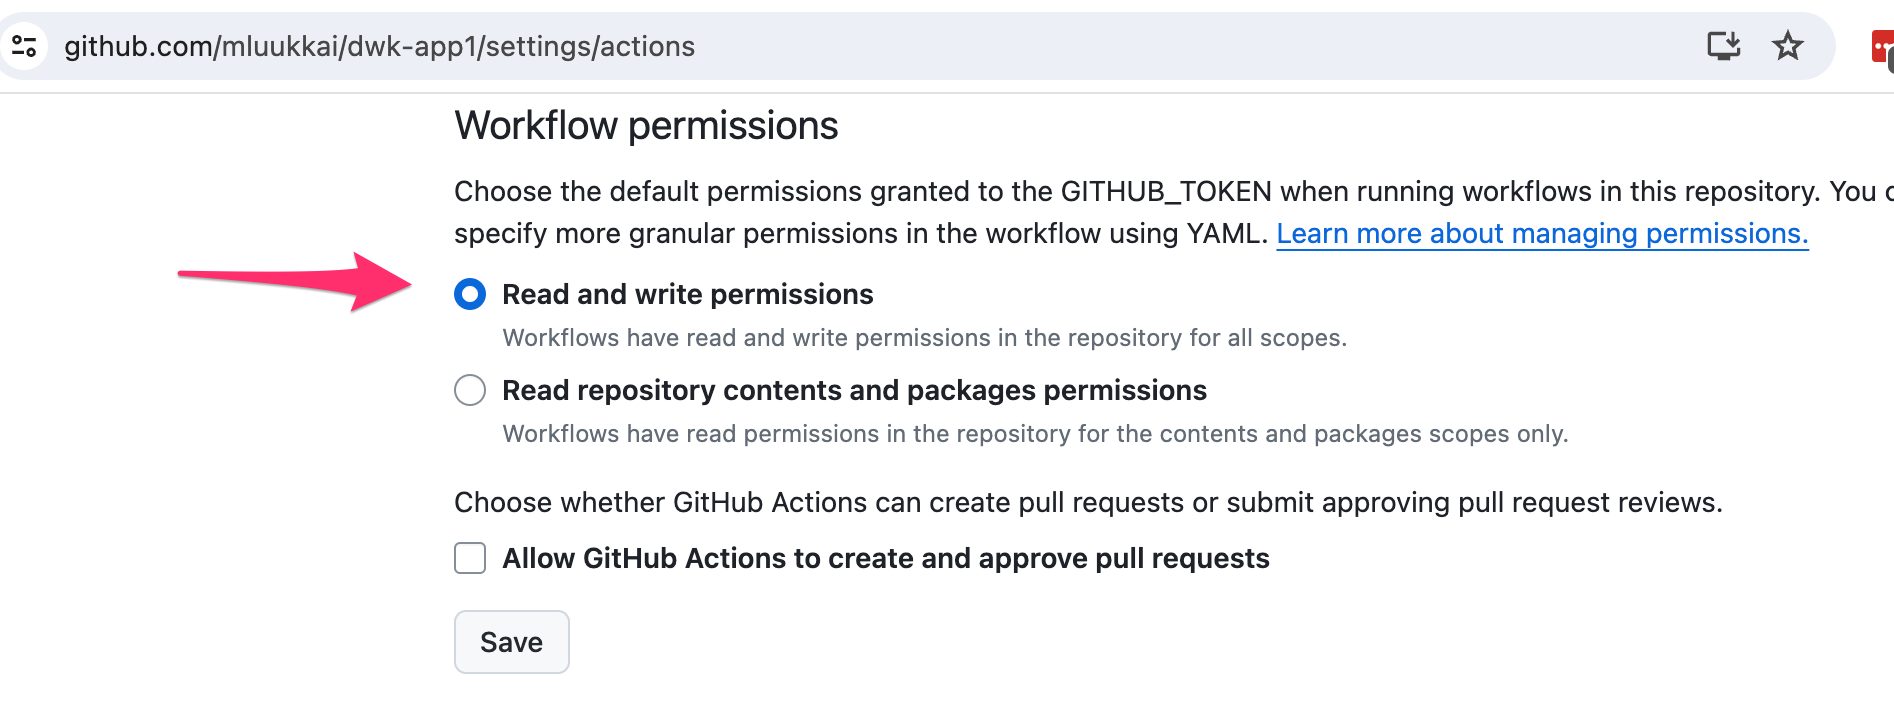 github.com/mluukkai/dwk-app1/settings/actions
Workflow permissions
Choose the default permissions granted to the GITHUB_TOKEN when running workflows in this repository. You
specify more granular permissions in the workflow using YAML. Learn more about managing permissions.
Read and write permissions
Workflows have read and write permissions in the repository for all scopes.
Read repository contents and packages permissions
Workflows have read permissions in the repository for the contents and packages scopes only.
Choose whether GitHub Actions can create pull requests or submit approving pull request reviews.
Allow GitHub Actions to create and approve pull requests
Save